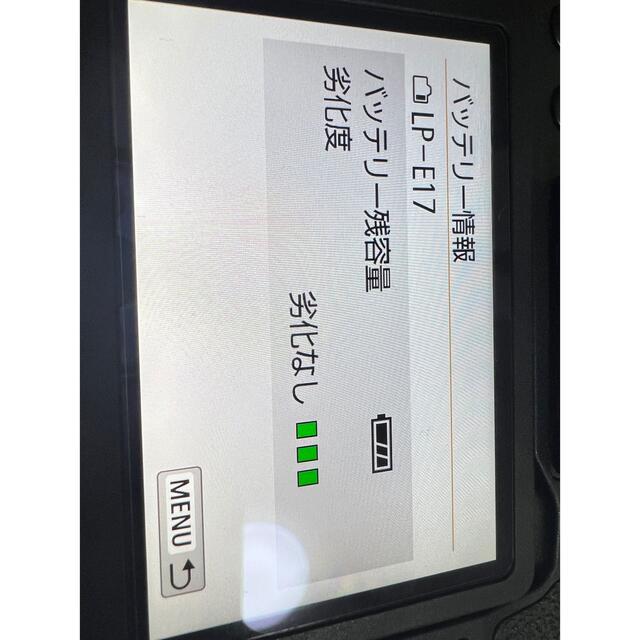 バッテリー情報
LP-E17
バッテリー残容量
劣化度
劣化なし
MENU